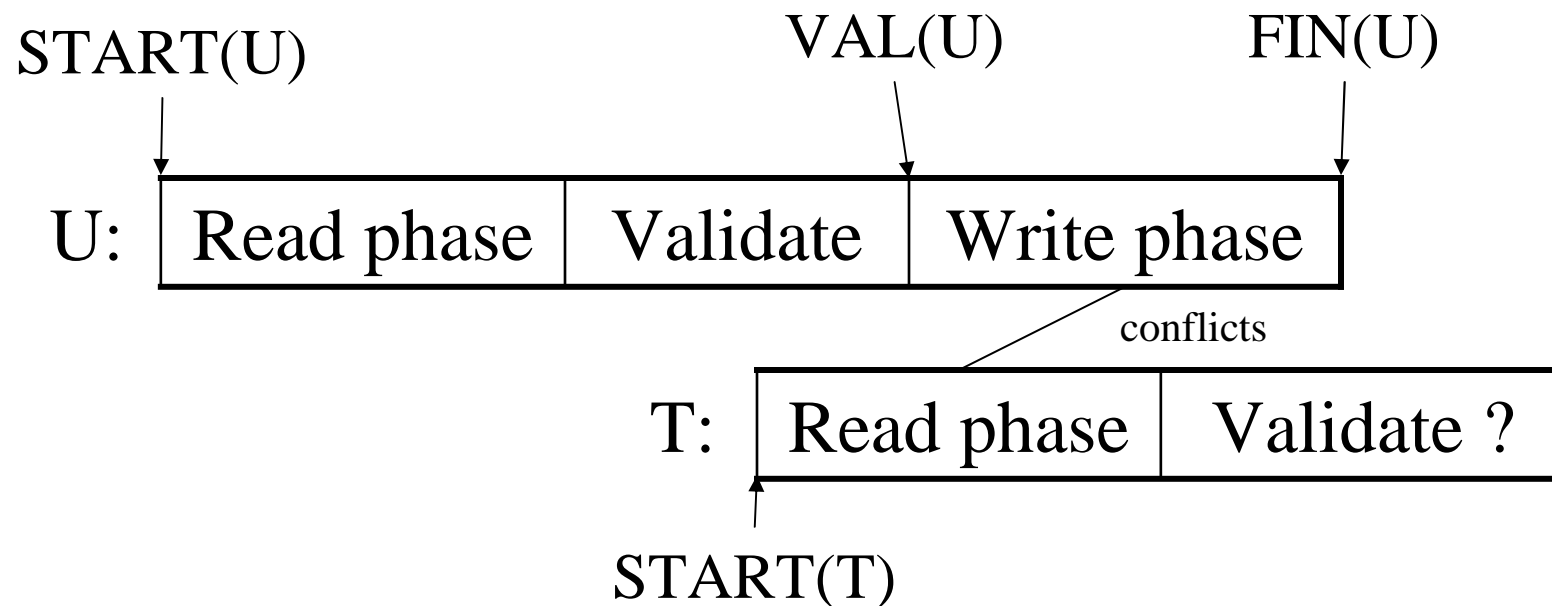 START(U) VAL(U) FIN(U)
U: Read phase Validate Write phase
conflicts
T: Read phase Validate ?
START(T)